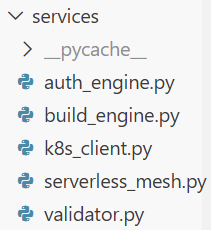 services
__pycache__
auth_engine.py
build_engine.py
k8s_client.py
serverless_mesh.py
validator.py